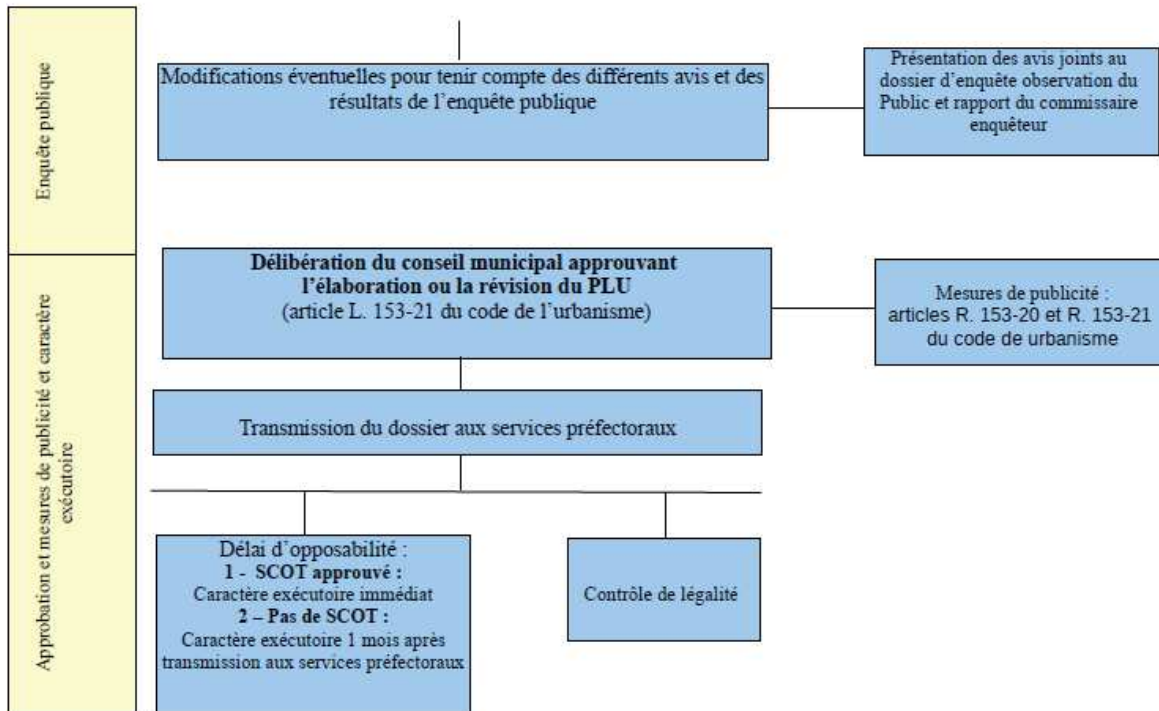 Enquête publique
Modifications éventuelles pour tenir compte des différents avis et des
résultats de l’enquête publique
Présentation des avis joints au
dossier d’enquête observation du
Public et rapport du commissaire
enquêteur
Approbation et mesures de publicité et caractère
exécutoire
Délibération du conseil municipal approuvant
l’élaboration ou la révision du PLU
(article L. 153-21 du code de l’urbanisme)
Mesures de publicité :
articles R. 153-20 et R. 153-21
du code de urbanisme
Transmission du dossier aux services préfectoraux
Délai d’opposabilité :
1 - SCOT approuvé :
Caractère exécutoire immédiat
2 – Pas de SCOT :
Caractère exécutoire 1 mois après
transmission aux services préfectoraux
Contrôle de légalité